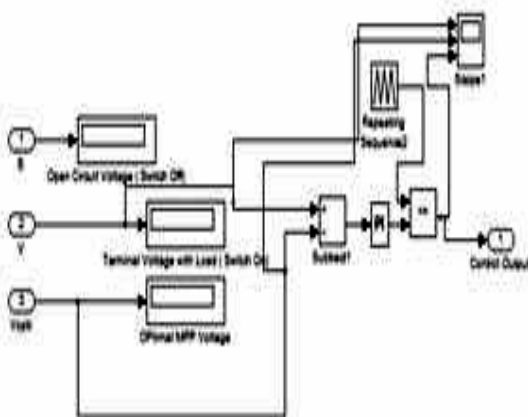 Scope1
Repeating
Sequence2
1
Open Circuit Voltage ( Switch Off)
2
V
Terminal Voltage with Load ( Switch On)
+
-
Subtract1
PI
1
Control Output
3
OPtimal MPP Voltage